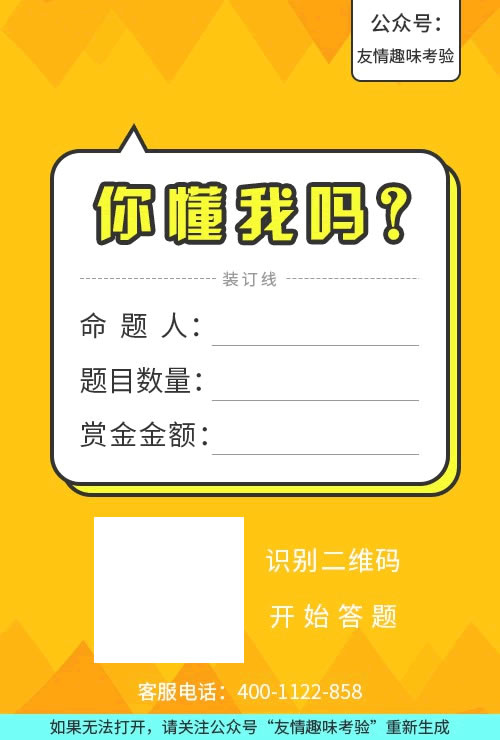 公众号：
友情趣味考验
你懂我吗？
装订线
命题人：
题目数量：
赏金金额：
识别二维码
开始答题
客服电话：400-1122-858
如果无法打开，请关注公众号“友情趣味考验”重新生成